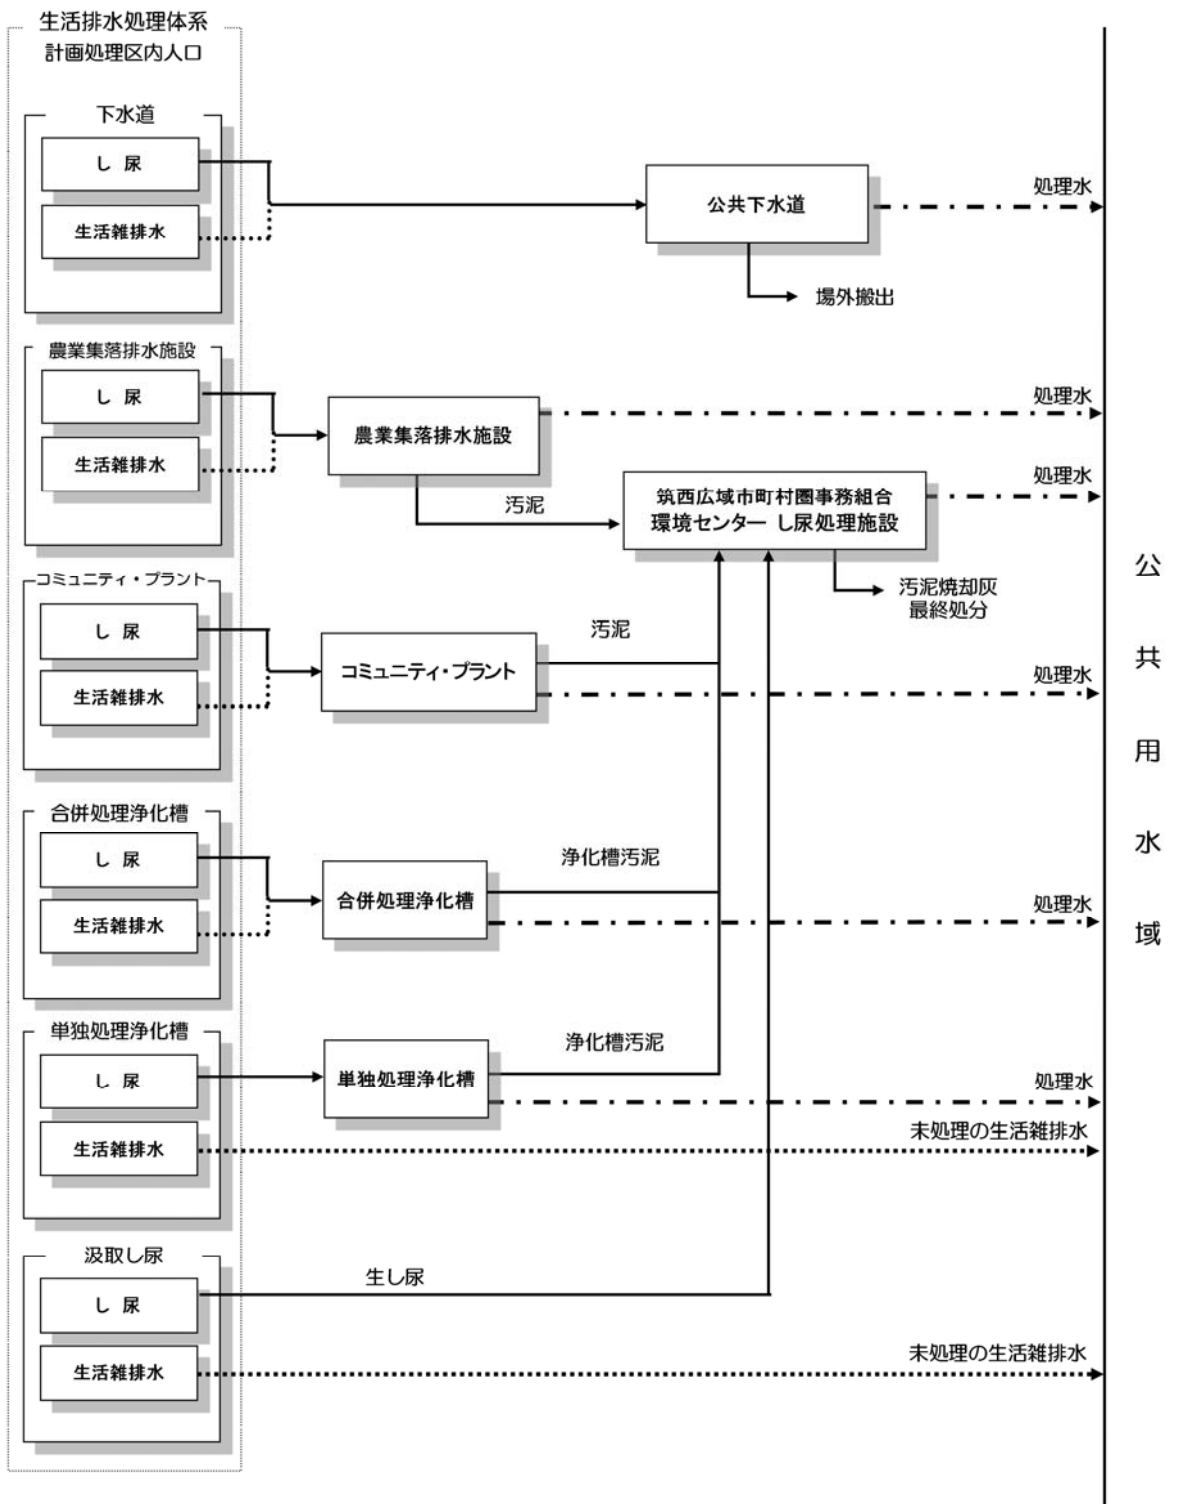 生活排水処理体系
計画処理区内人口
下水道
し 尿
生活雑排水
公共下水道
処理水
場外搬出
農業集落排水施設
し 尿
生活雑排水
農業集落排水施設
処理水
汚泥
筑西広域市町村圏事務組合
環境センター し尿処理施設
処理水
汚泥焼却灰
最終処分
コミュニティ・プラント
し 尿
生活雑排水
コミュニティ・プラント
汚泥
処理水
合併処理浄化槽
し 尿
生活雑排水
合併処理浄化槽
浄化槽汚泥
処理水
単独処理浄化槽
し 尿
生活雑排水
単独処理浄化槽
浄化槽汚泥
処理水
未処理の生活雑排水
汲取し尿
し 尿
生活雑排水
生し尿
未処理の生活雑排水
公共用水域